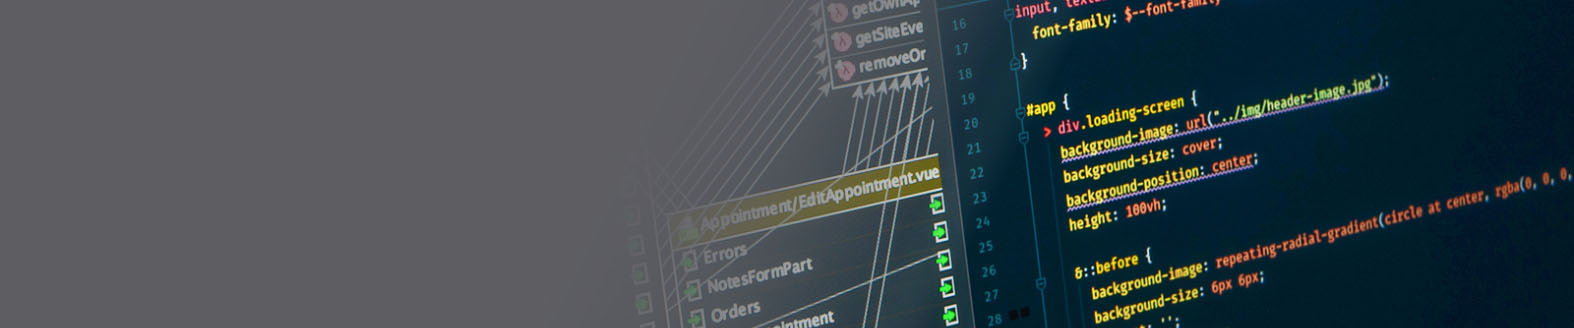 getOwnAp
getSiteEve
removeOr
Appointment/EditAppointment.vue
Errors
NotesFormPart
Orders
16
17
18
19
20
21
22
23
24
25
26
27
28
input,
font-family: $--font-family
}
#app {
> div.loading-screen {
background-image: url("../img/header-image.jpg");
background-size: cover;
background-position: center;
height: 100vh;
&::before {
background-image: repeating-radial-gradient(circle at center, rgba(0, 0, 0,
background-size: 6px 6px;